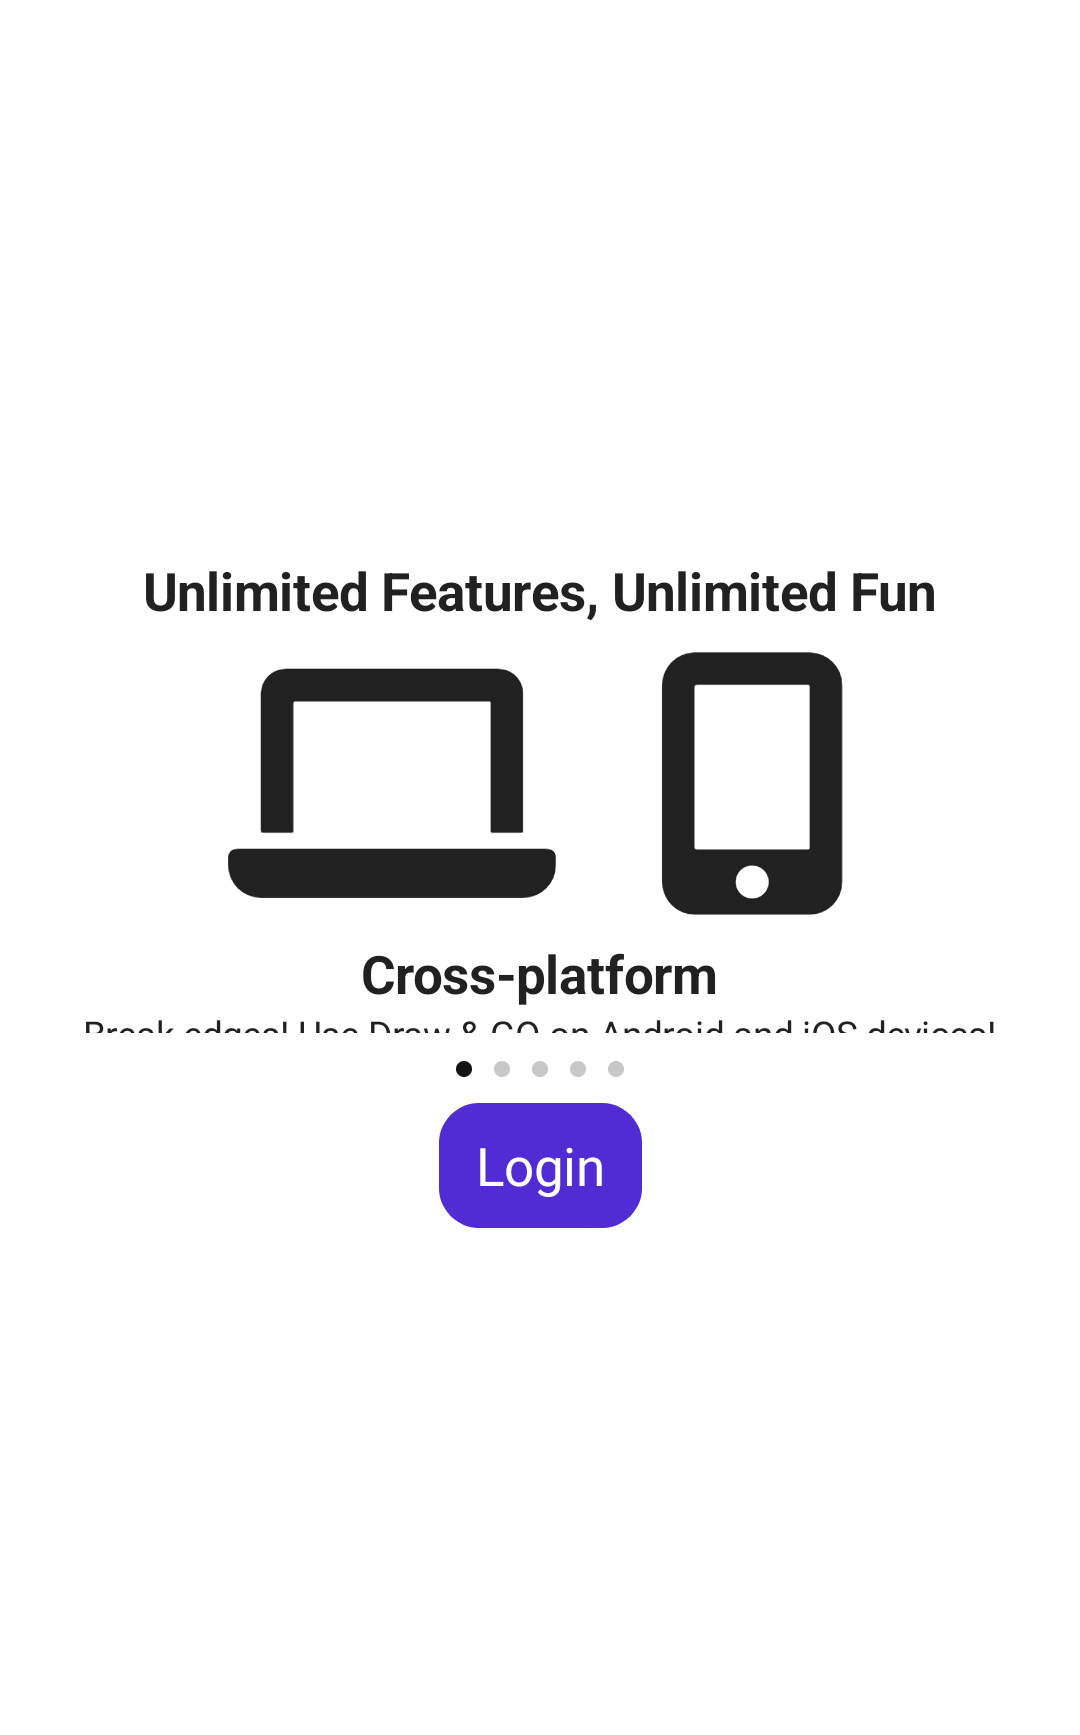 Unlimited Features, Unlimited Fun
Cross-platform
Break edges! Use Draw & GO on Android and iOS devices!
Login